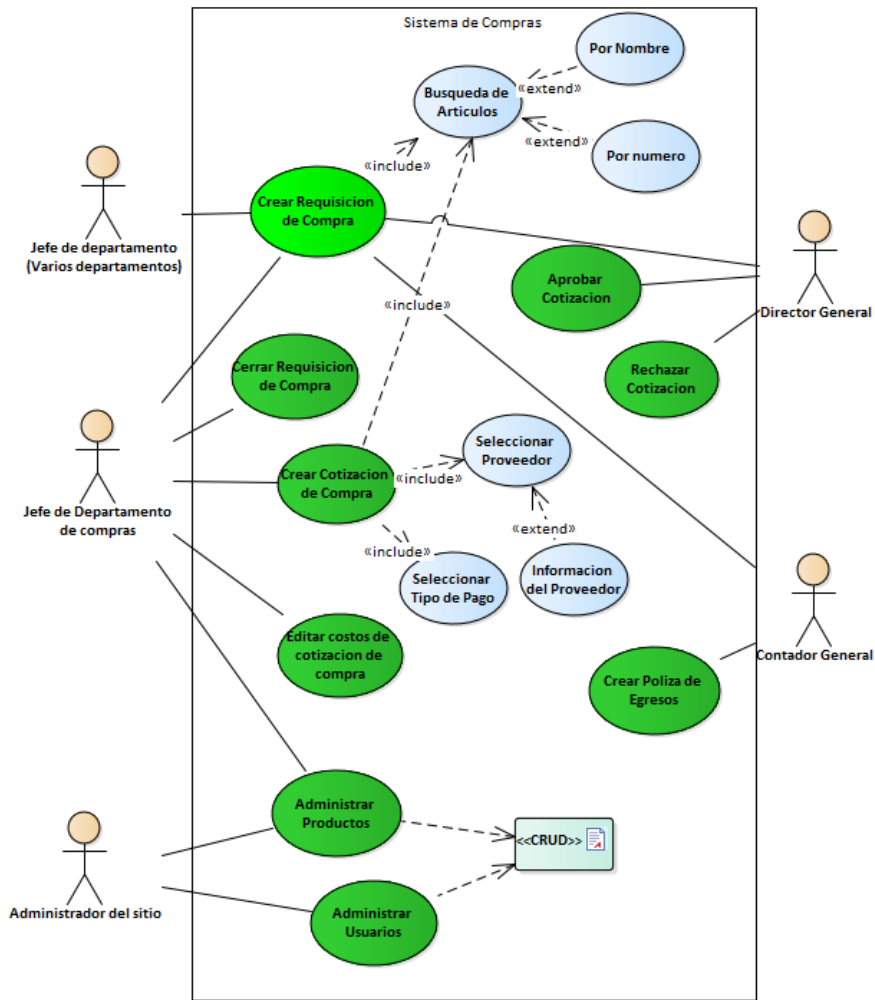 Sistema de Compras
Por Nombre
Busqueda de
Articulos
«extend»
«extend»
Por numero
«include»
Crear Requisicion
de Compra
Jefe de departamento
(Varios departamentos)
Aprobar
Cotizacion
«include»
Director General
Cerrar Requisicion
de Compra
Rechazar
Cotizacion
Seleccionar
Proveedor
Crear Cotizacion
de Compra
«include»
Jefe de Departamento
de compras
«extend»
«include»
Seleccionar
Tipo de Pago
Informacion
del Proveedor
Editar costos de
cotizacion de
compra
Contador General
Crear Poliza de
Egresos
Administrar
Productos
<<CRUD>>
Administrador del sitio
Administrar
Usuarios